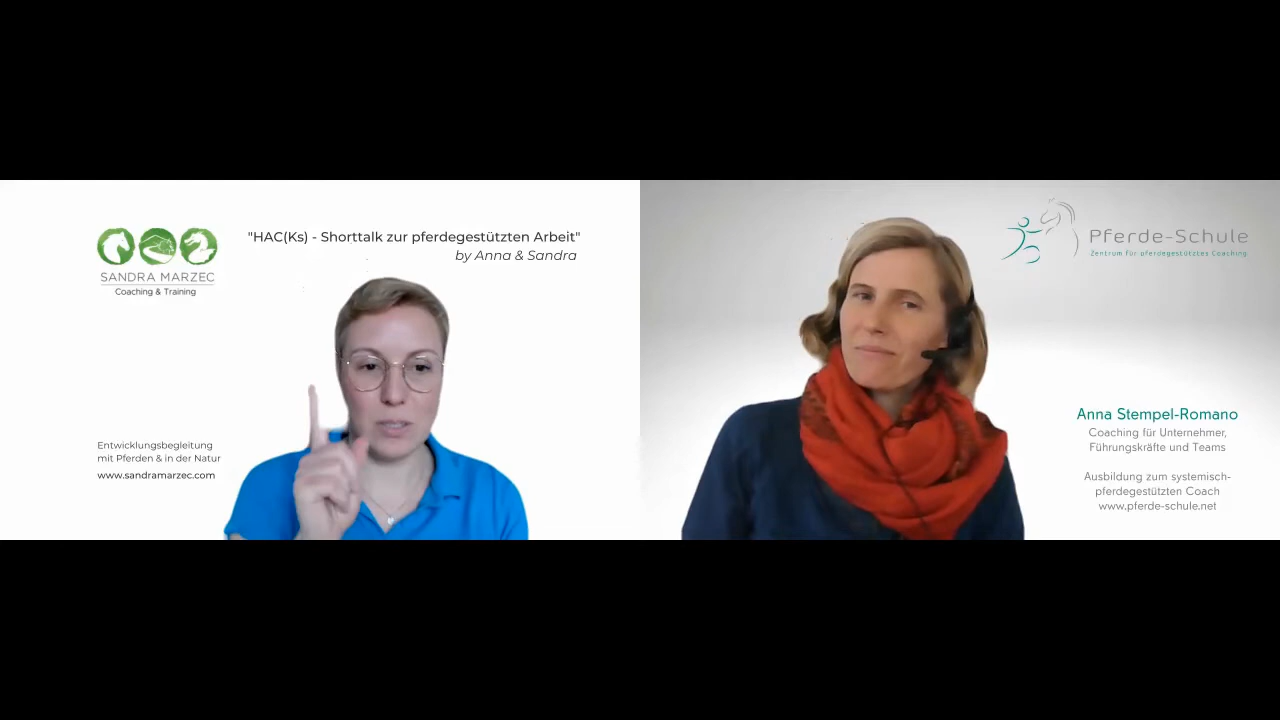 "HAC(Ks) - Shorttalk zur pferdegestützten Arbeit"
by Anna & Sandra
SANDRA MARZEC
Coaching & Training
Entwicklungsbegleitung
mit Pferden & in der Natur
www.sandramarzec.com
Pferde-Schule
Zentrum für pferdegestütztes Coaching
Anna Stempel-Romano
Coaching für Unternehmer,
Führungskräfte und Teams
Ausbildung zum systemisch-
pferdegestützten Coach
www.pferde-schule.net